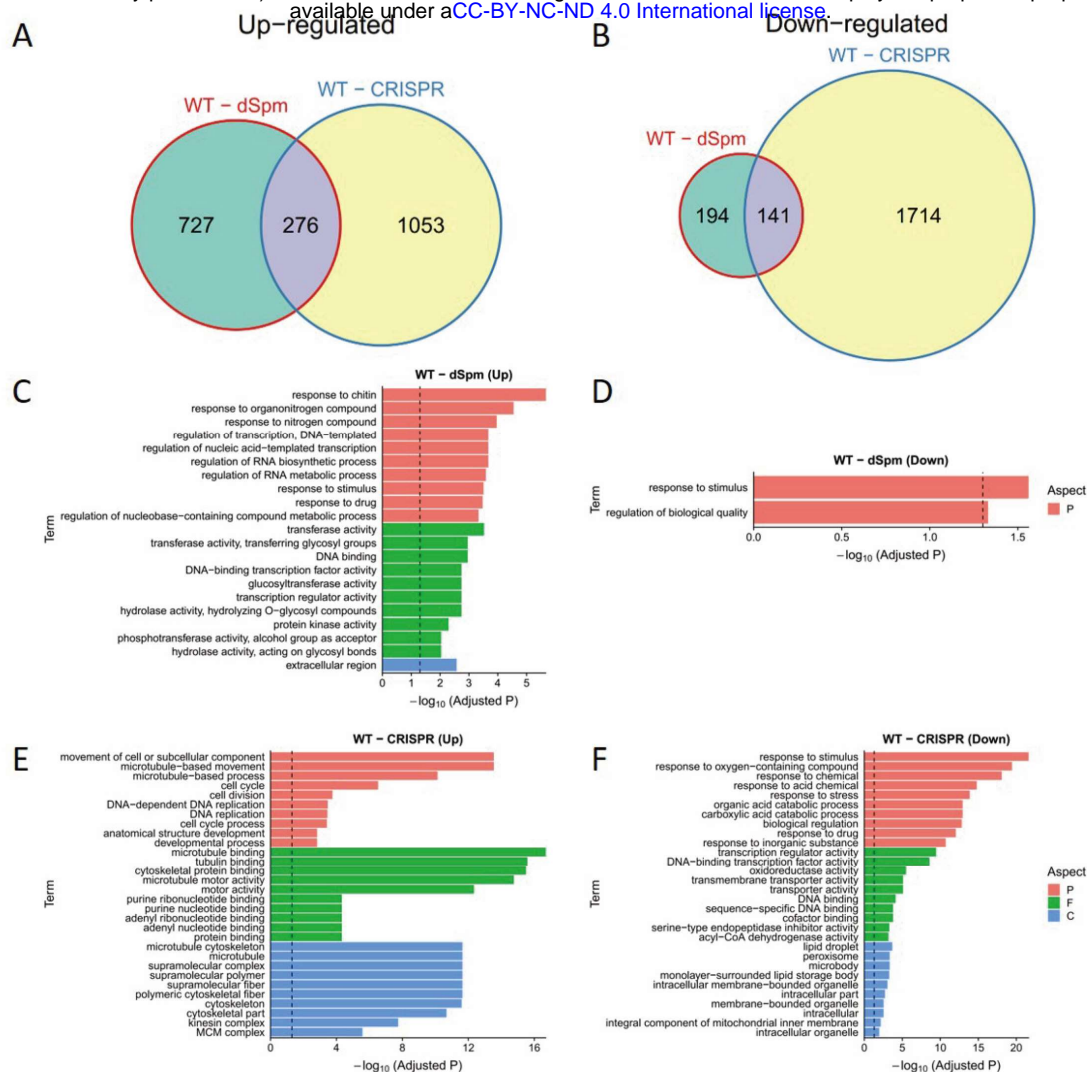 available under aCC-BY-NC-ND 4.0 International license.
A
Up-regulated
WT − dSpm
WT − CRISPR
727
276
1053
B
Down-regulated
WT − CRISPR
WT − dSpm
194
141
1714
C
WT − dSpm (Up)
Term
response to chitin
response to organonitrogen compound
response to nitrogen compound
regulation of transcription, DNA-templated
regulation of nucleic acid-templated transcription
regulation of RNA biosynthetic process
regulation of RNA metabolic process
response to stimulus
response to drug
regulation of nucleobase-containing compound metabolic process
transferase activity
transferase activity, transferring glycosyl groups
DNA binding
DNA-binding transcription factor activity
glucosyltransferase activity
transcription regulator activity
hydrolase activity, hydrolyzing O-glycosyl compounds
protein kinase activity
phosphotransferase activity, alcohol group as acceptor
hydrolase activity, acting on glycosyl bonds
extracellular region
0 1 2 3 4 5
−log10 (Adjusted P)
D
WT − dSpm (Down)
Term
response to stimulus
regulation of biological quality
0.0 0.5 1.0 1.5
−log10 (Adjusted P)
Aspect
P
E
WT − CRISPR (Up)
Term
movement of cell or subcellular component
microtubule-based movement
microtubule-based process
cell cycle
cell division
DNA-dependent DNA replication
DNA replication
cell cycle process
anatomical structure development
developmental process
microtubule binding
tubulin binding
cytoskeletal protein binding
microtubule motor activity
motor activity
purine ribonucleotide binding
purine nucleotide binding
adenyl ribonucleotide binding
adenyl nucleotide binding
protein binding
microtubule cytoskeleton
microtubule
supramolecular complex
supramolecular polymer
supramolecular fiber
polymeric cytoskeletal fiber
cytoskeleton
cytoskeletal part
kinesin complex
MCM complex
0 4 8 12 16
−log10 (Adjusted P)
F
WT − CRISPR (Down)
Term
response to stimulus
response to oxygen-containing compound
response to chemical
response to acid chemical
response to stress
organic acid catabolic process
carboxylic acid catabolic process
biological regulation
response to drug
response to inorganic substance
transcription regulator activity
DNA-binding transcription factor activity
oxidoreductase activity
transmembrane transporter activity
transporter activity
DNA binding
sequence-specific DNA binding
cofactor binding
serine-type endopeptidase inhibitor activity
acyl-CoA dehydrogenase activity
lipid droplet
peroxisome
microbody
monolayer-surrounded lipid storage body
intracellular membrane-bounded organelle
intracellular part
membrane-bounded organelle
intracellular
integral component of mitochondrial inner membrane
intracellular organelle
0 5 10 15 20
−log10 (Adjusted P)
Aspect
P
F
C